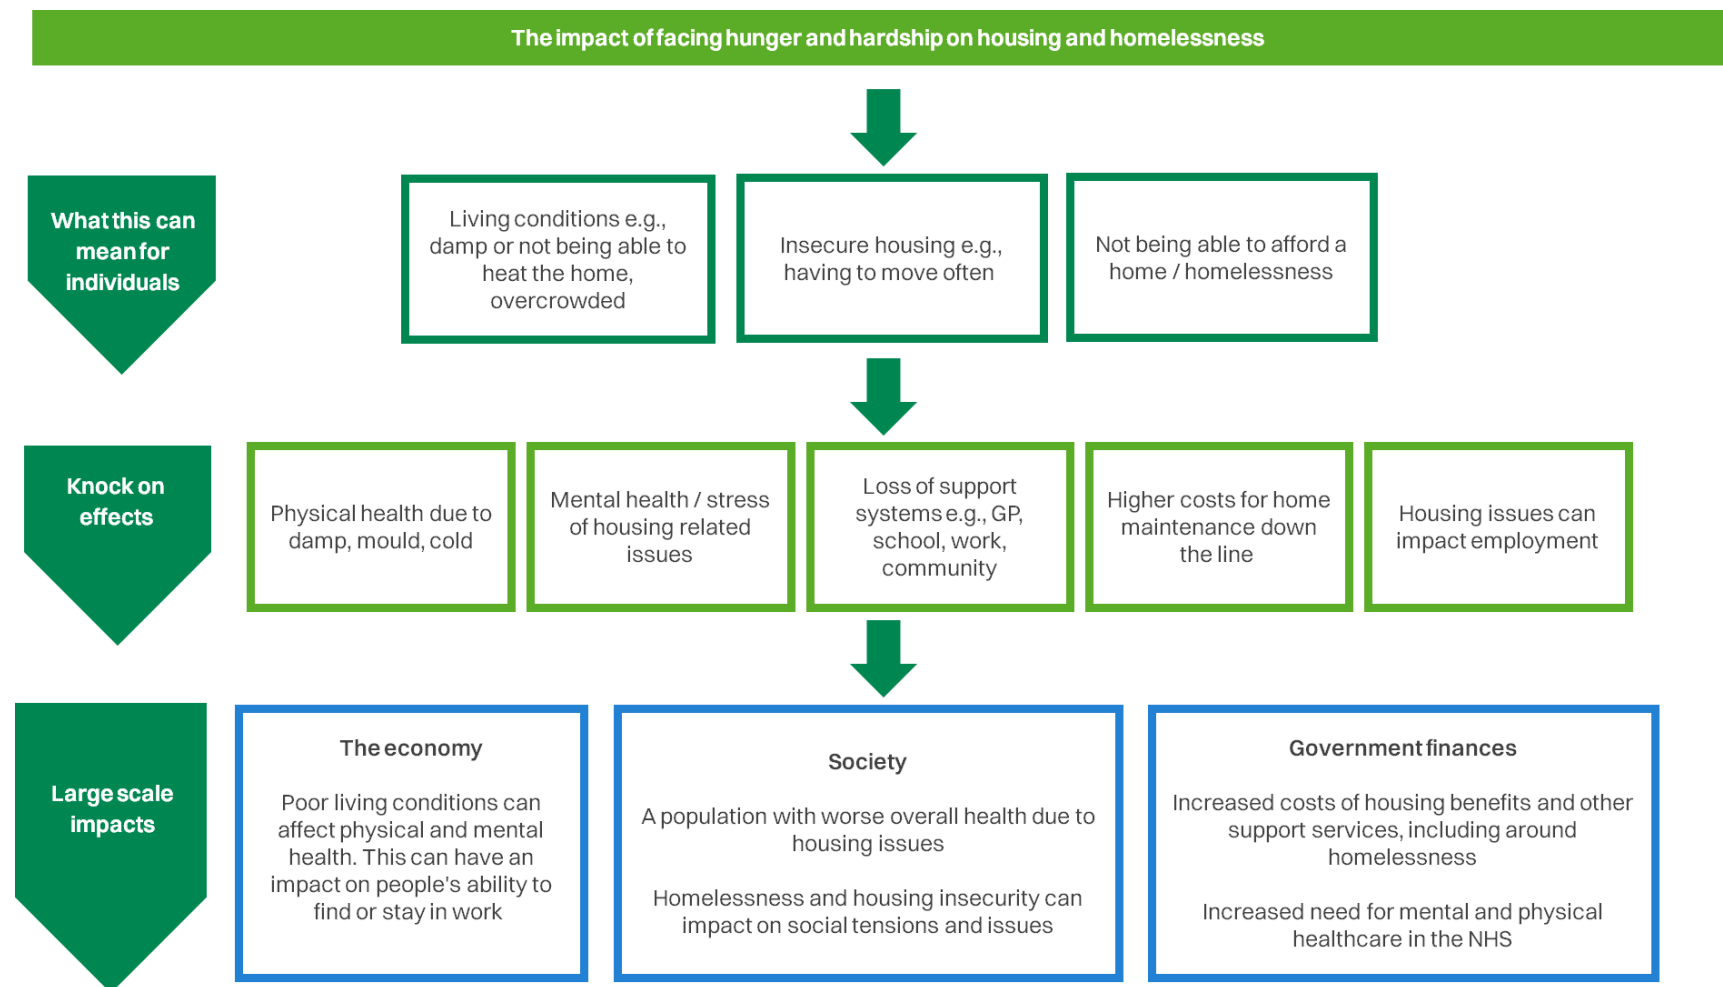 The impact of facing hunger and hardship on housing and homelessness
What this can
mean for
individuals
Living conditions e.g.,
damp or not being able to
heat the home,
overcrowded
Insecure housing e.g.,
having to move often
Not being able to afford a
home / homelessness
Knock on
effects
Physical health due to
damp, mould, cold
Mental health / stress
of housing related
issues
Loss of support
systems e.g., GP,
school, work,
community
Higher costs for home
maintenance down
the line
Housing issues can
impact employment
Large scale
impacts
The economy
Poor living conditions can
affect physical and mental
health. This can have an
impact on people's ability to
find or stay in work
Society
A population with worse overall health due to
housing issues
Homelessness and housing insecurity can
impact on social tensions and issues
Government finances
Increased costs of housing benefits and other
support services, including around
homelessness
Increased need for mental and physical
healthcare in the NHS